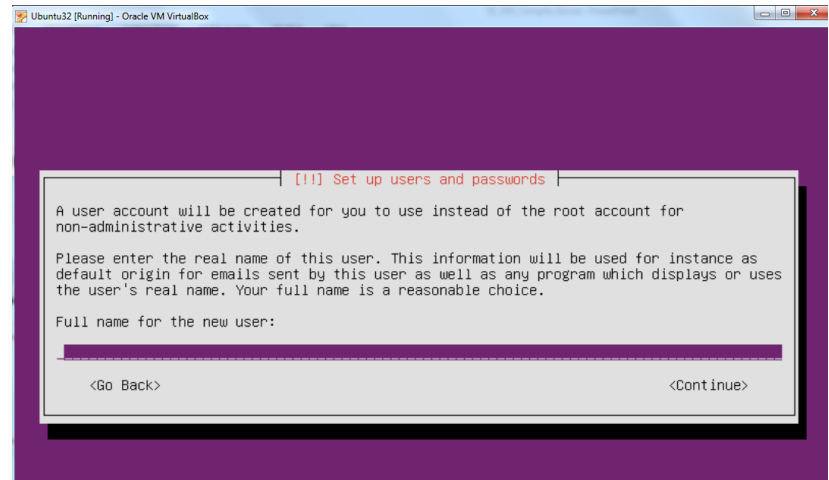 Ubuntu32 [Running] - Oracle VM VirtualBox
[!!] Set up users and passwords
A user account will be created for you to use instead of the root account for
non-administrative activities.
Please enter the real name of this user. This information will be used for instance as
default origin for emails sent by this user as well as any program which displays or uses
the user's real name. Your full name is a reasonable choice.
Full name for the new user:
<Go Back> <Continue>